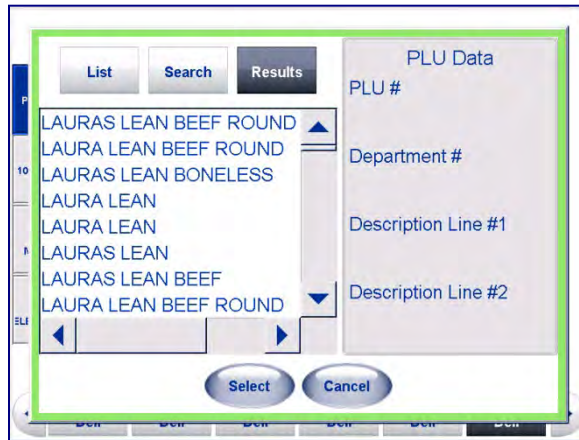 List Search Results
LAURAS LEAN BEEF ROUND
LAURA LEAN BEEF ROUND
LAURAS LEAN BONELESS
LAURA LEAN
LAURA LEAN
LAURAS LEAN
LAURAS LEAN BEEF
LAURA LEAN BEEF ROUND
PLU Data
PLU #
Department #
Description Line #1
Description Line #2
Select Cancel